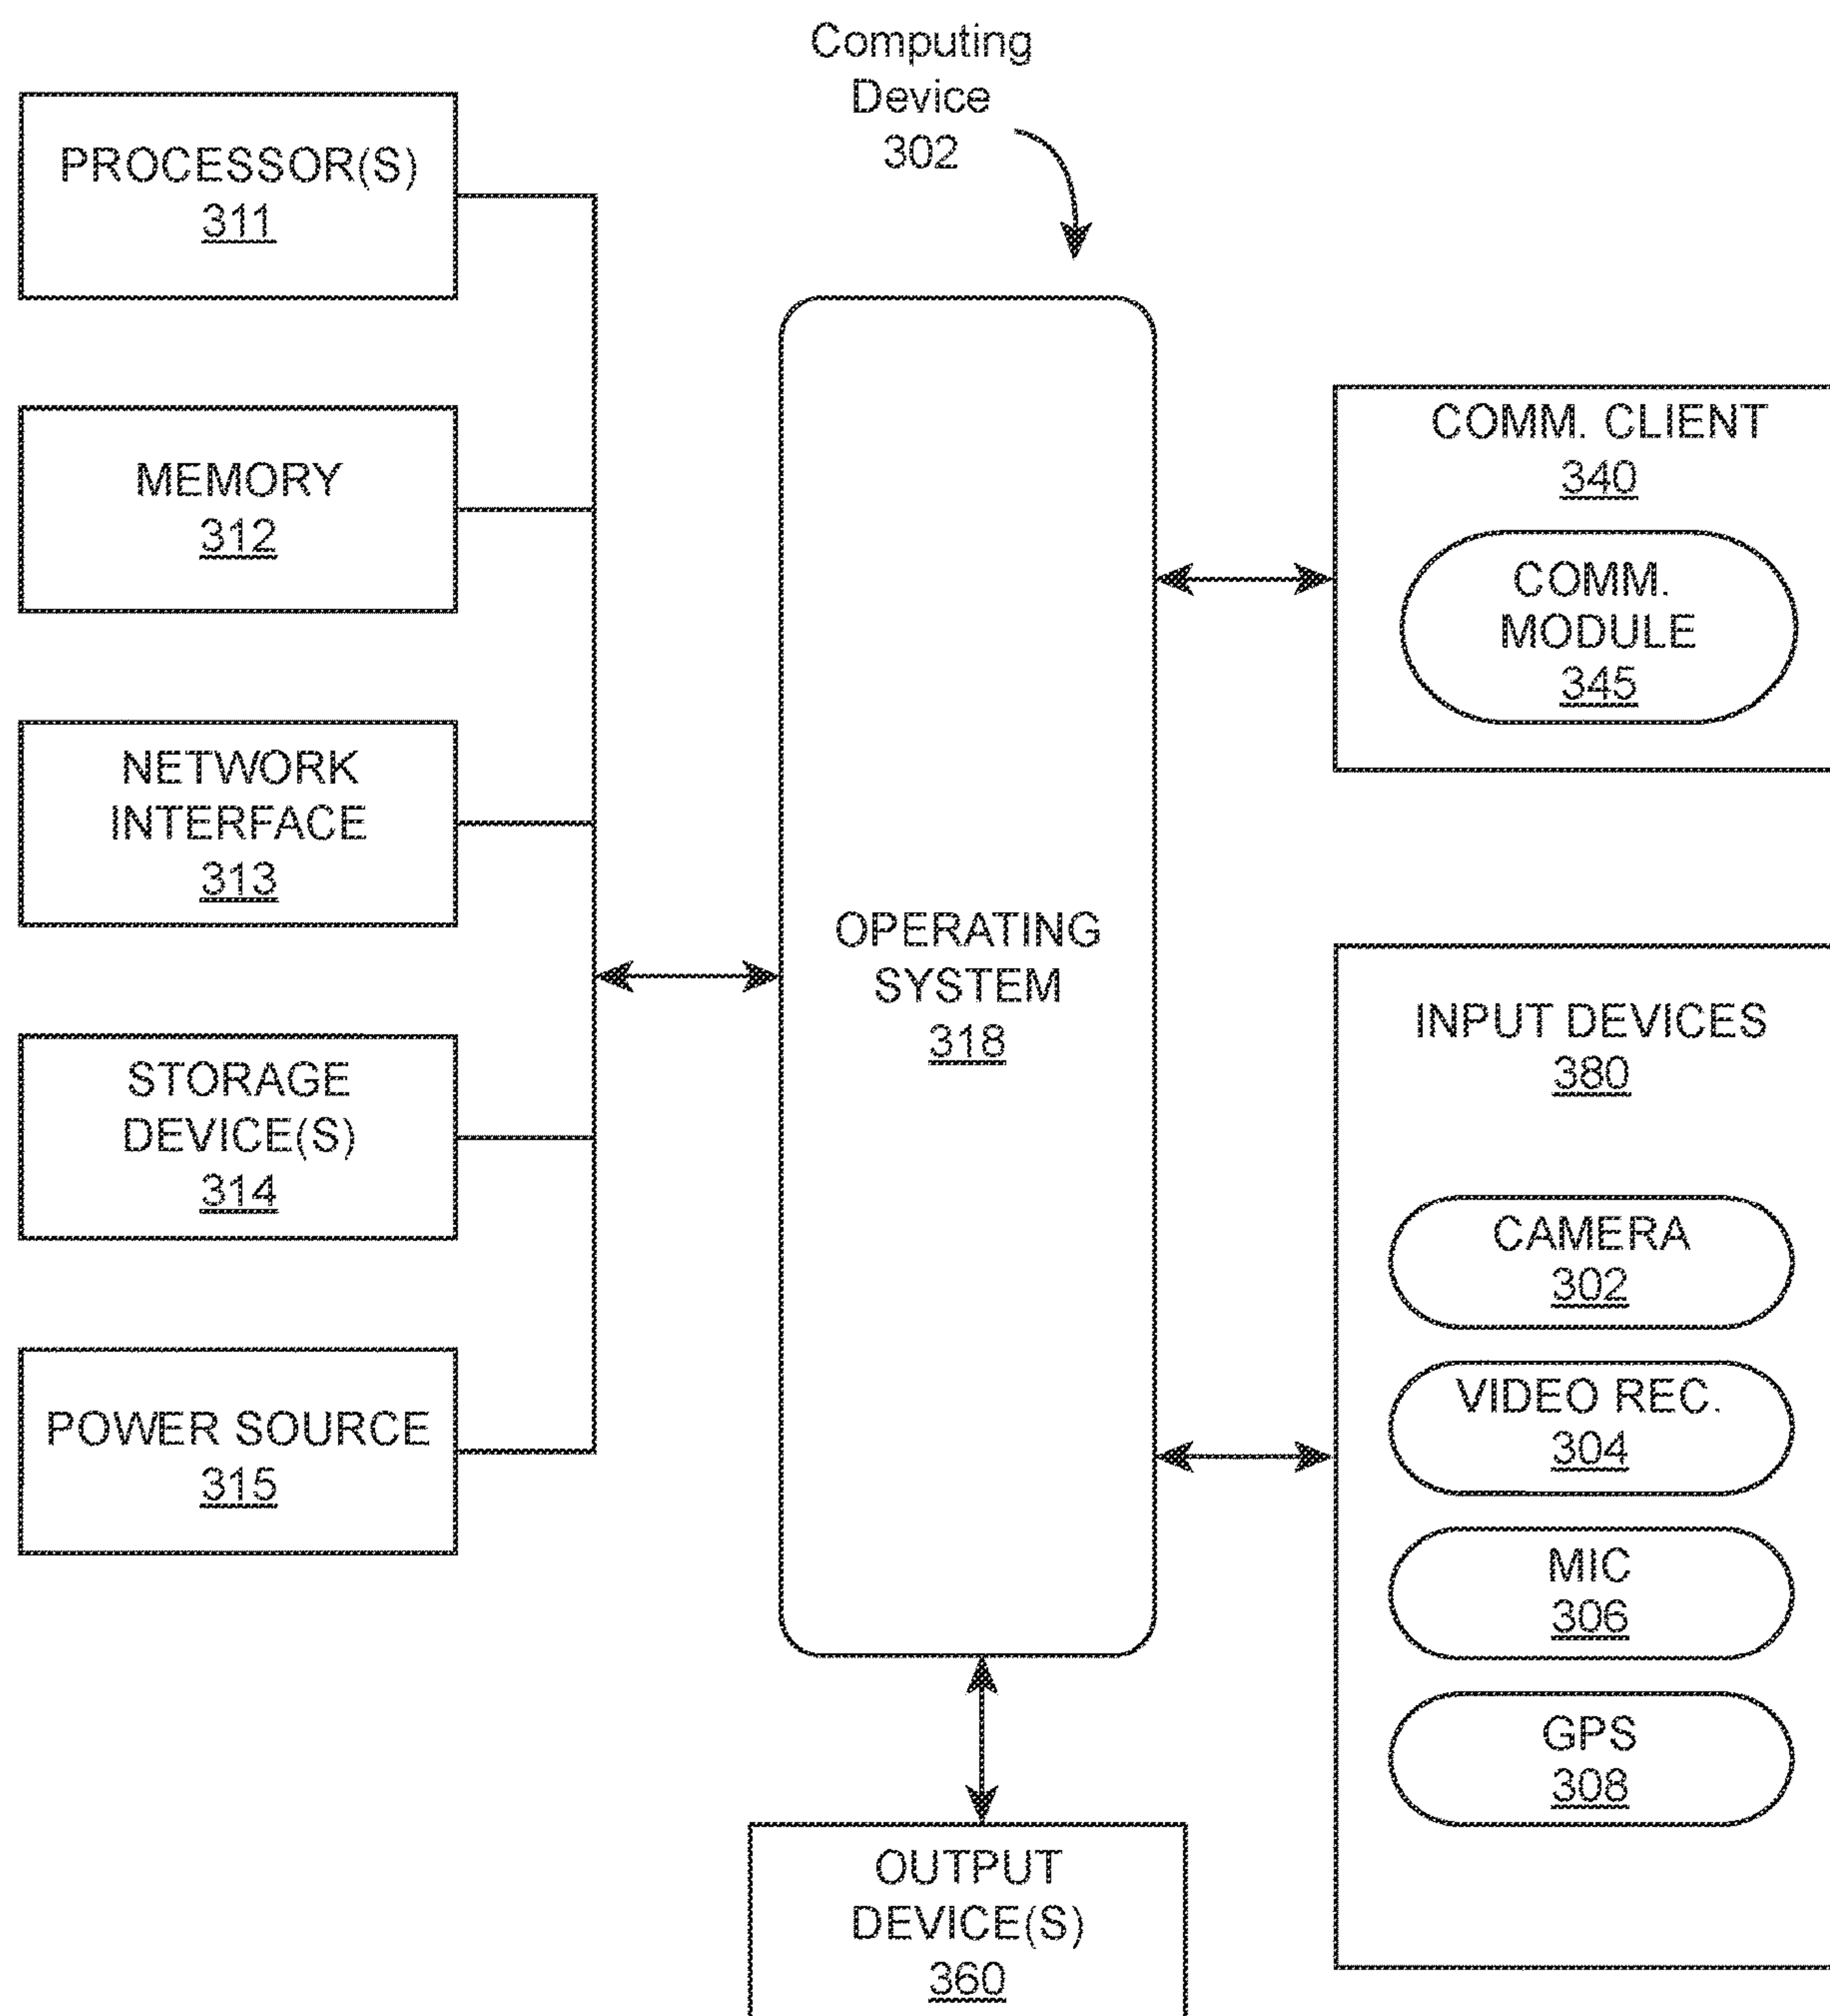 Computing
Device
302
PROCESSOR(S)
311
MEMORY
312
NETWORK
INTERFACE
313
STORAGE
DEVICE(S)
314
POWER SOURCE
315
OPERATING
SYSTEM
318
COMM. CLIENT
340
COMM.
MODULE
345
INPUT DEVICES
380
CAMERA
302
VIDEO REC.
304
MIC
306
GPS
308
OUTPUT
DEVICE(S)
360